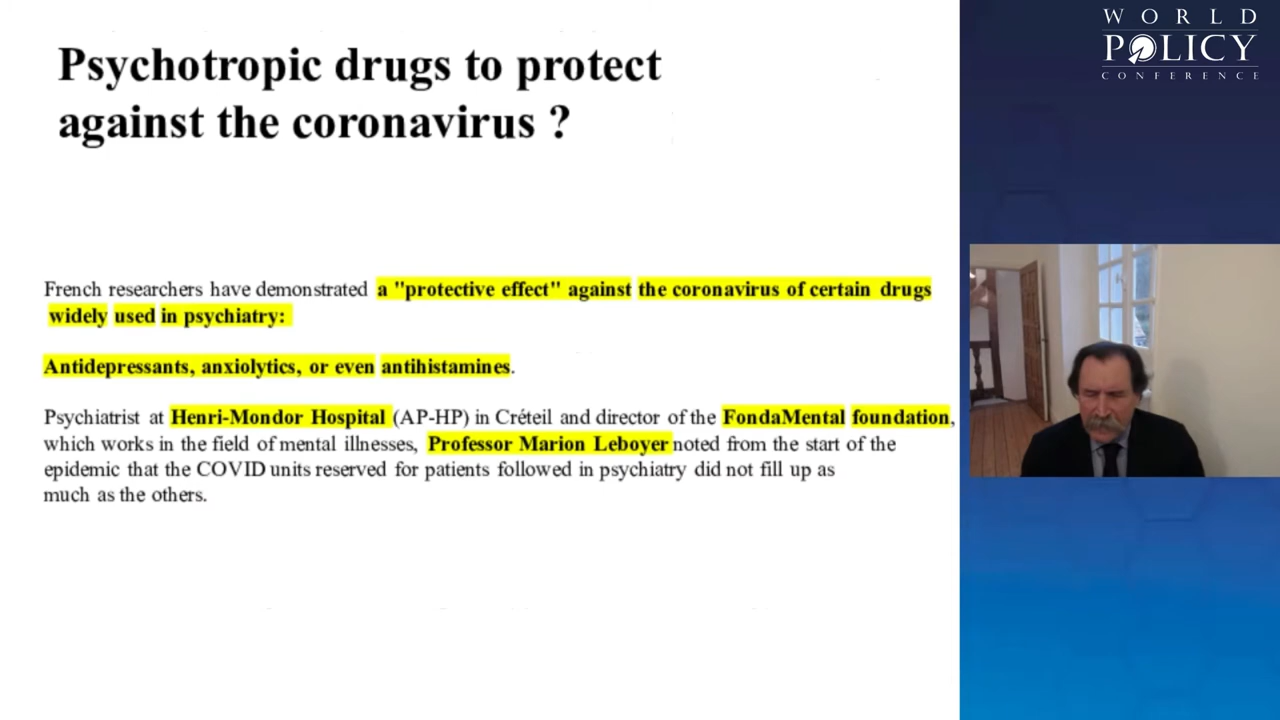 Psychotropic drugs to protect
against the coronavirus ?
French researchers have demonstrated a "protective effect" against the coronavirus of certain drugs
widely used in psychiatry:
Antidepressants, anxiolytics, or even antihistamines.
Psychiatrist at Henri-Mondor Hospital (AP-HP) in Créteil and director of the FondaMental foundation,
which works in the field of mental illnesses, Professor Marion Leboyer noted from the start of the
epidemic that the COVID units reserved for patients followed in psychiatry did not fill up as
much as the others.
WORLD
POLICY
CONFERENCE